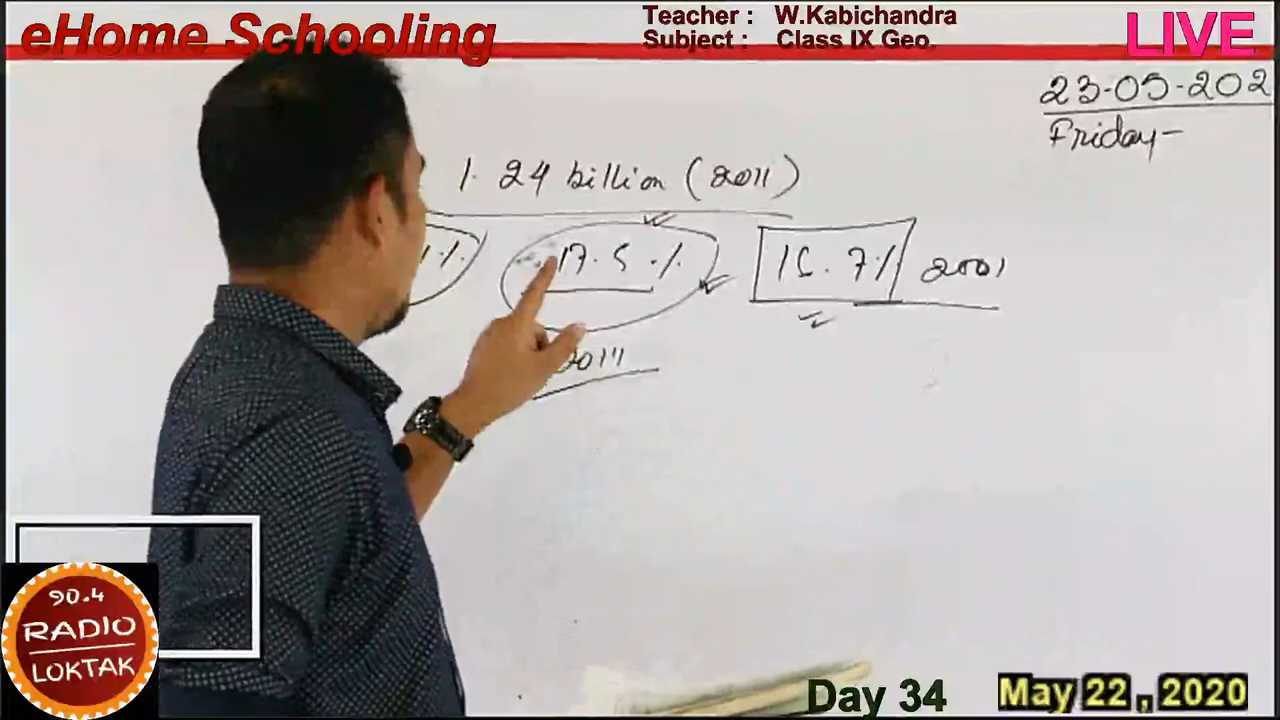 eHome Schooling
Teacher : W.Kabichandra
Subject : Class IX Geo.
LIVE
23-05-202
Friday-
1.24 billion (2011)
17.5 % 16.7% 2001
2011
90.4
RADIO
LOKTAK
Day 34
May 22 , 2020